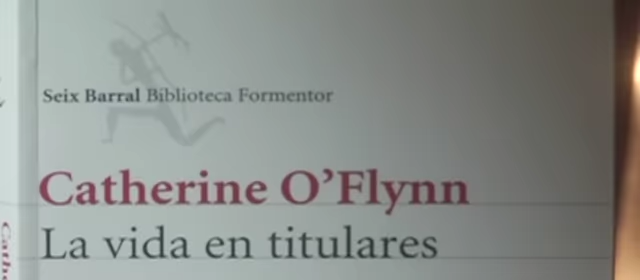 Seix Barral Biblioteca Formentor
Catherine O'Flynn
La vida en titulares